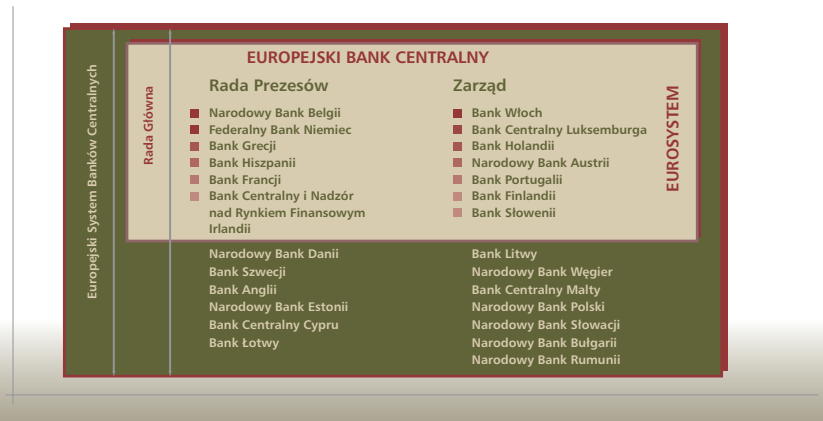 Europejski System Banków Centralnych
Rada Główna
EUROPEJSKI BANK CENTRALNY
Rada Prezesów
Narodowy Bank Belgii
Federalny Bank Niemiec
Bank Grecji
Bank Hiszpanii
Bank Francji
Bank Centralny i Nadzór
nad Rynkiem Finansowym
Irlandii
Zarząd
Bank Włoch
Bank Centralny Luksemburga
Bank Holandii
Narodowy Bank Austrii
Bank Portugalii
Bank Finlandii
Bank Słowenii
EUROSYSTEM
Narodowy Bank Danii
Bank Szwecji
Bank Anglii
Narodowy Bank Estonii
Bank Centralny Cypru
Bank Łotwy
Bank Litwy
Narodowy Bank Węgier
Bank Centralny Malty
Narodowy Bank Polski
Narodowy Bank Słowacji
Narodowy Bank Bułgarii
Narodowy Bank Rumunii